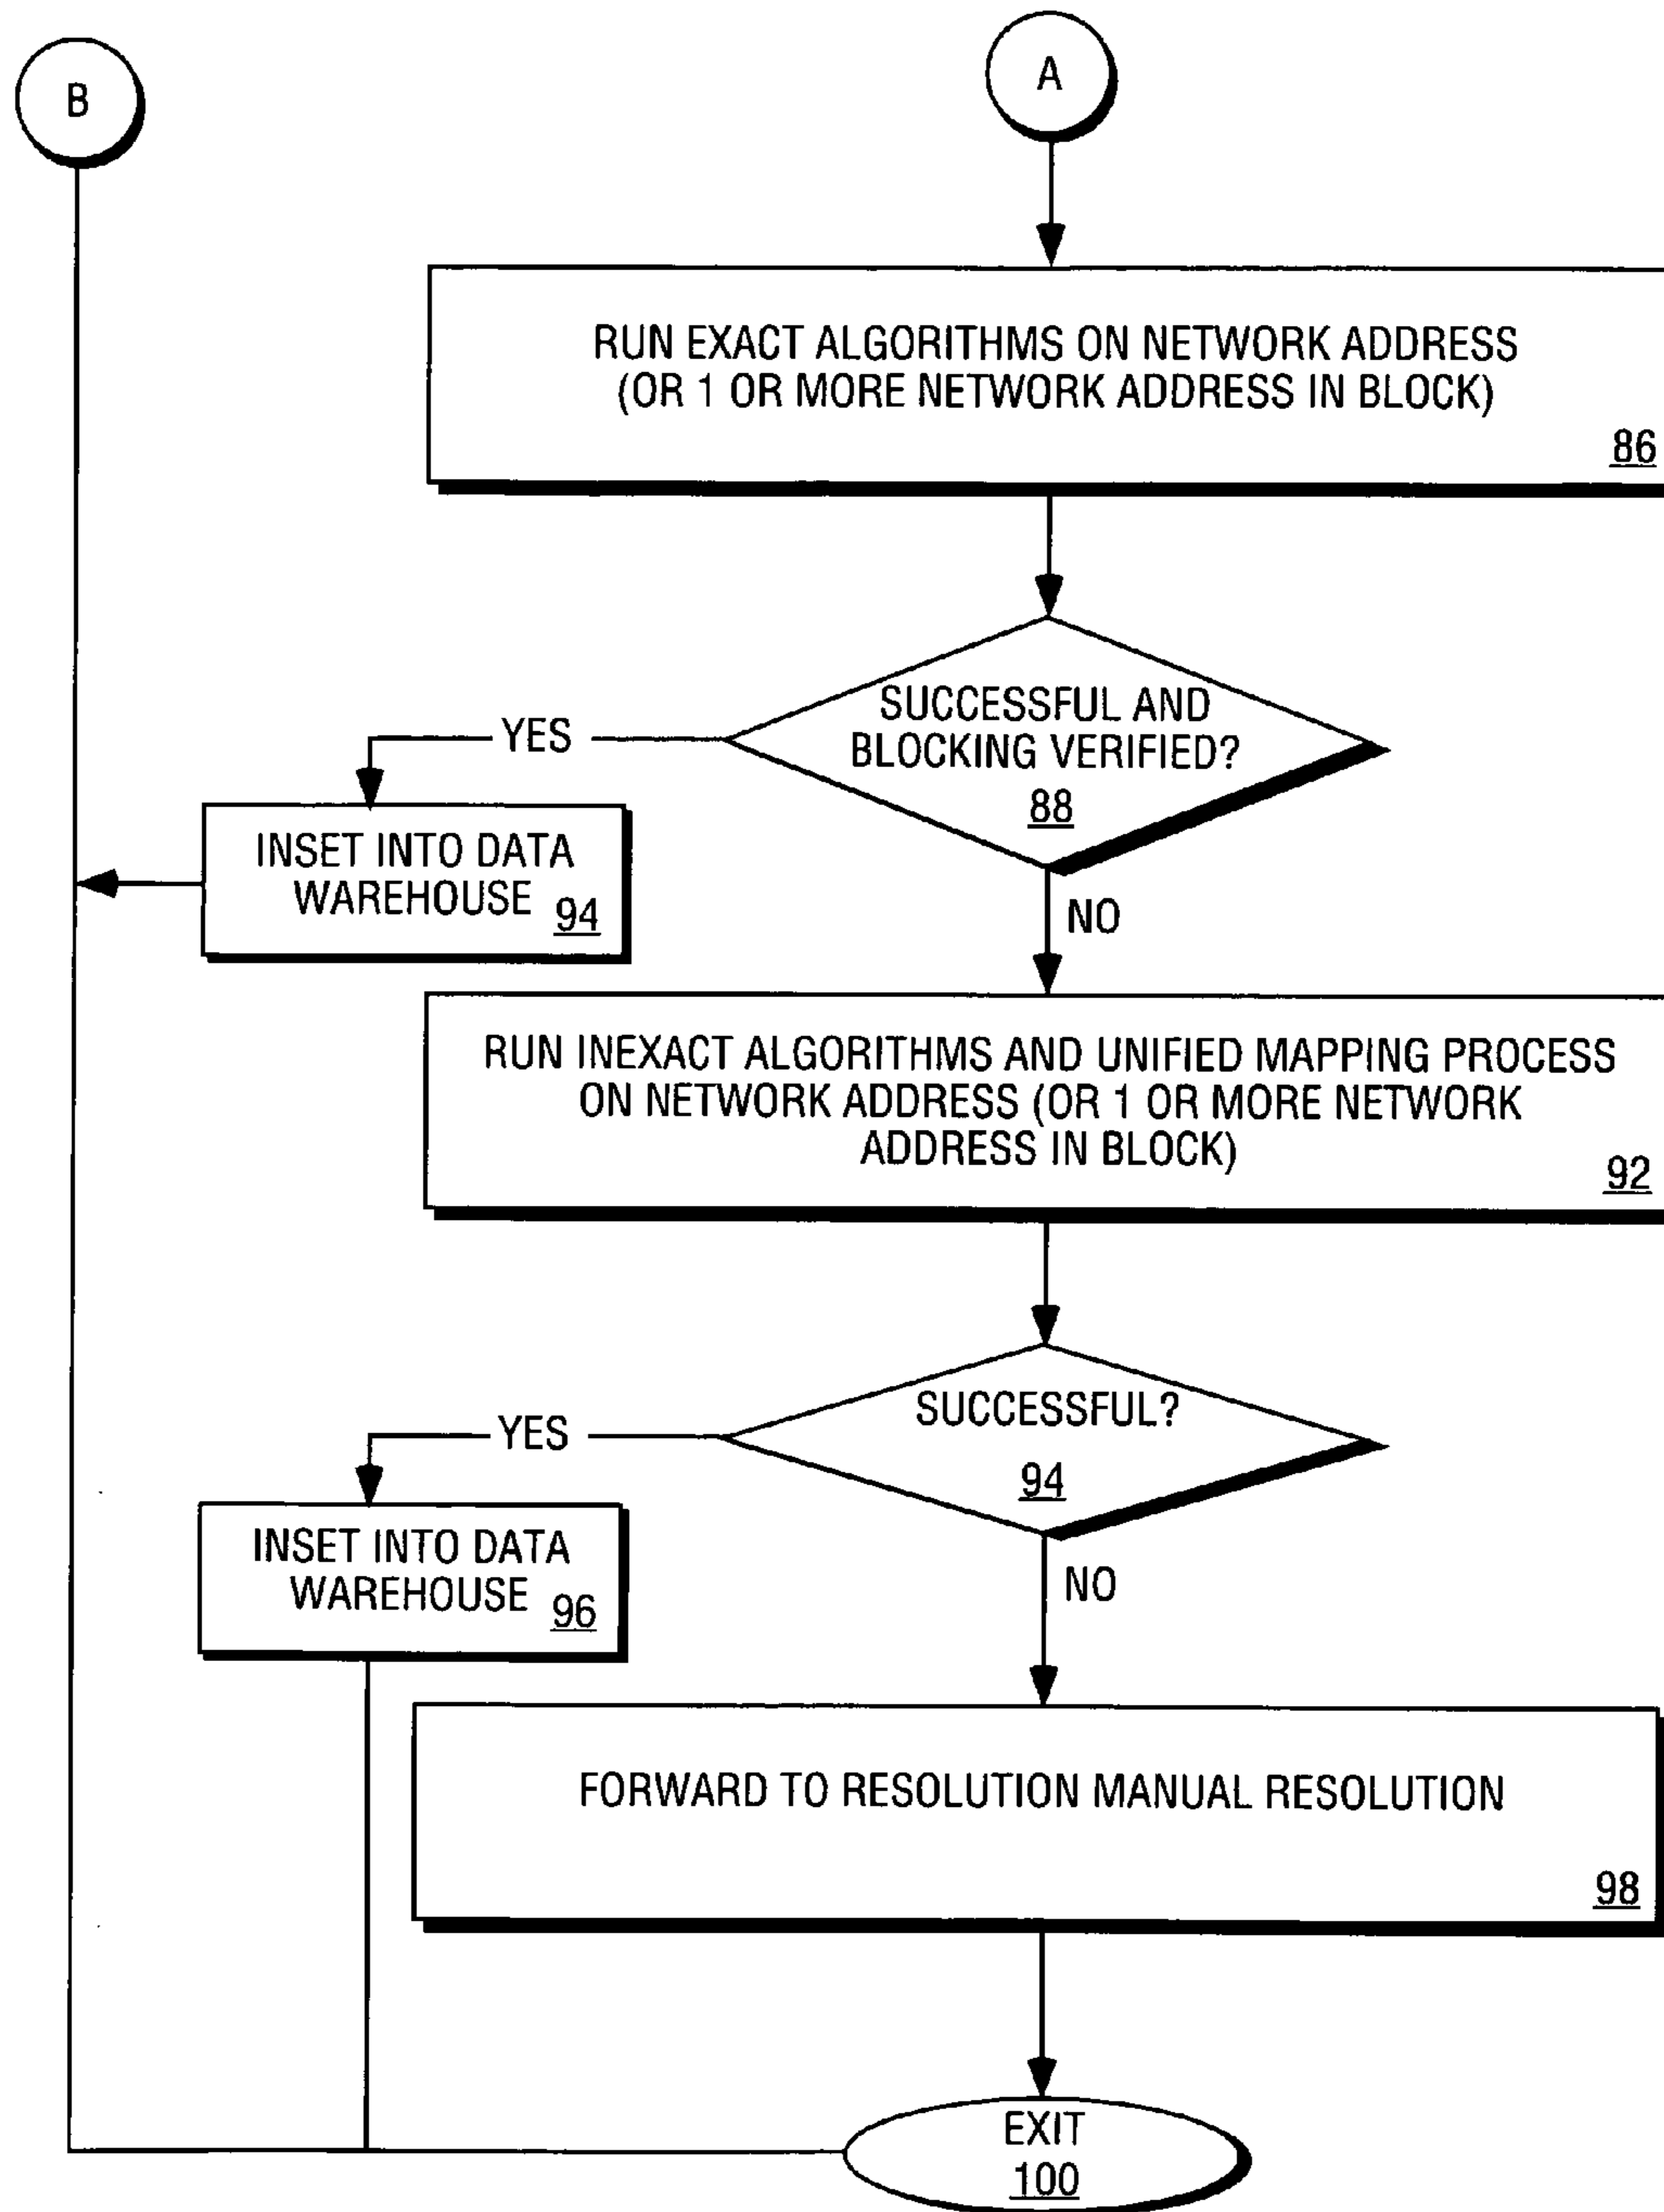 B
A
RUN EXACT ALGORITHMS ON NETWORK ADDRESS
(OR 1 OR MORE NETWORK ADDRESS IN BLOCK)
86
SUCCESSFUL AND
BLOCKING VERIFIED?
88
YES
INSET INTO DATA
WAREHOUSE 94
NO
RUN INEXACT ALGORITHMS AND UNIFIED MAPPING PROCESS
ON NETWORK ADDRESS (OR 1 OR MORE NETWORK
ADDRESS IN BLOCK)
92
SUCCESSFUL?
94
YES
INSET INTO DATA
WAREHOUSE 96
NO
FORWARD TO RESOLUTION MANUAL RESOLUTION
98
EXIT
100